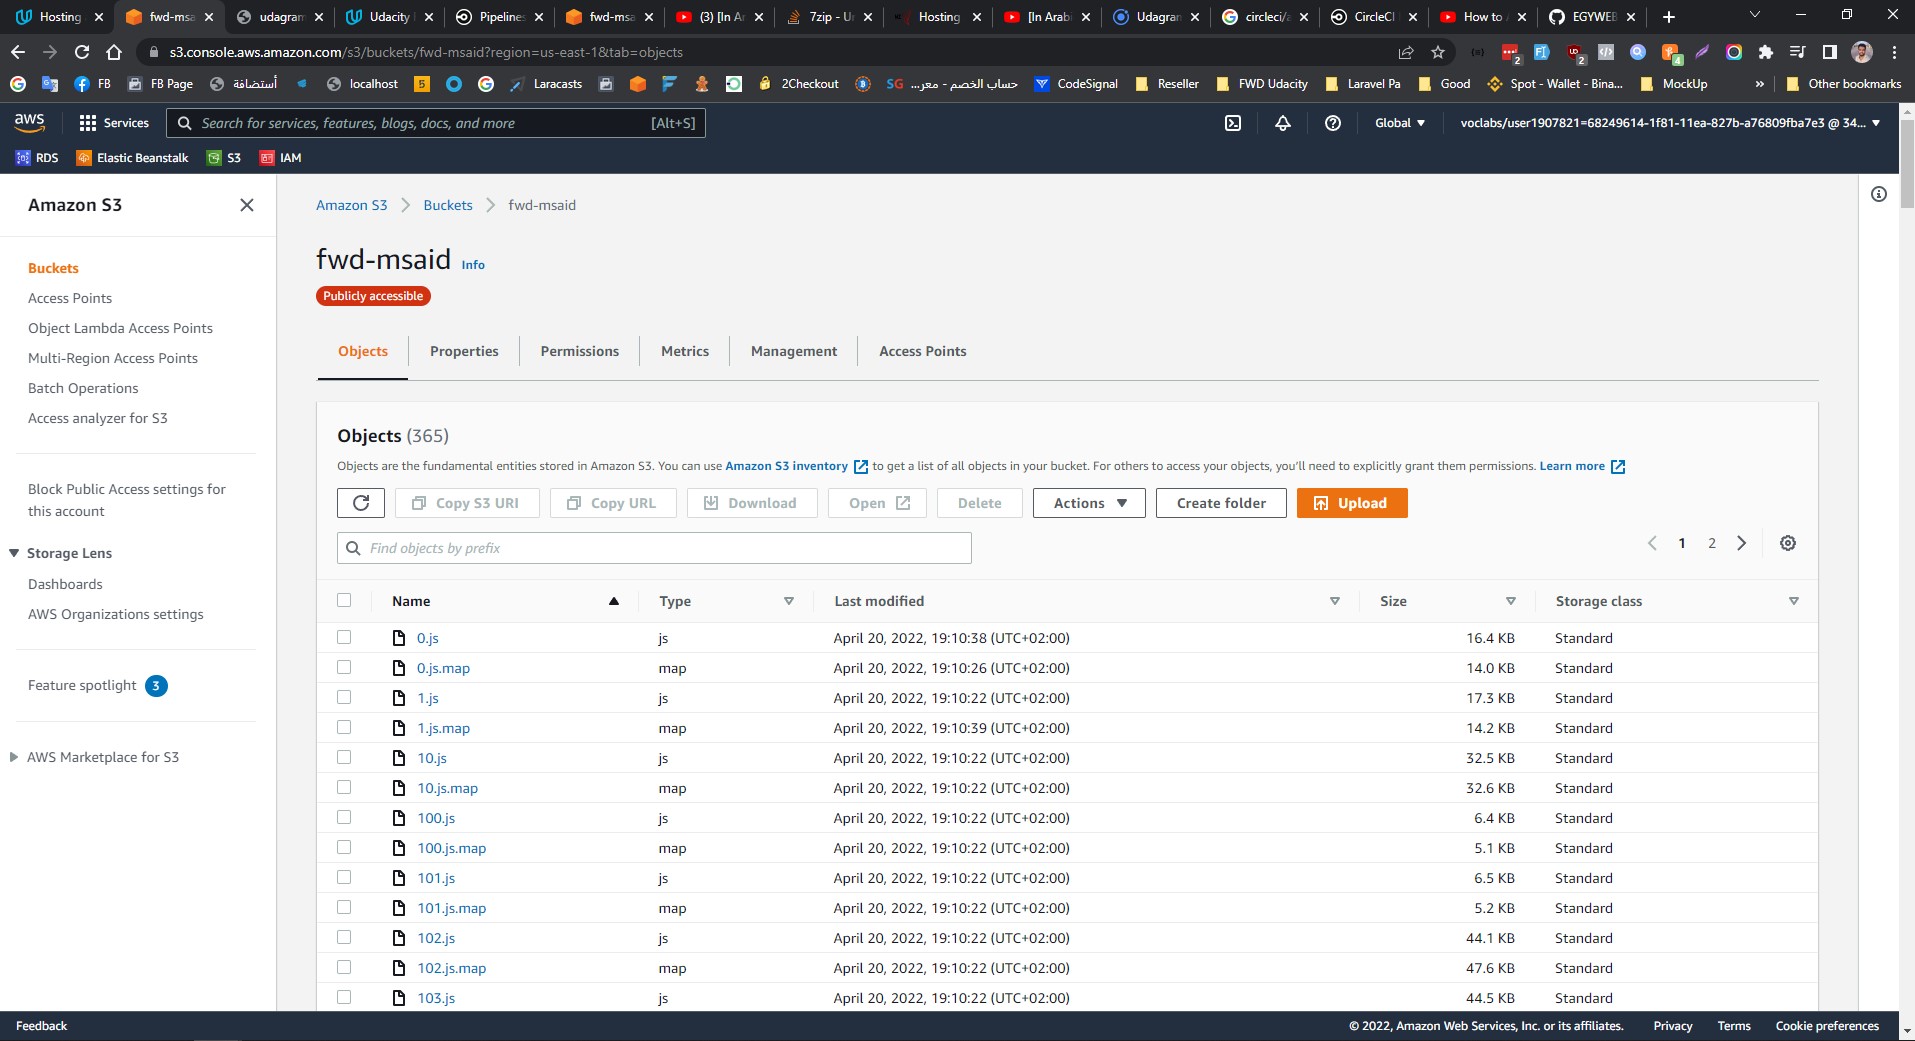 Hosting
fwd-msa
udagram
Udacity
Pipelines
fwd-msa
(3) [In Ar
7zip - Un
Hosting
[In Arabi
Udagram
circleci/a
CircleCI
How to
EGYWEB
s3.console.aws.amazon.com/s3/buckets/fwd-msaid?region=us-east-1&tab=objects
FB
FB Page
أستضافة
localhost
Laracasts
2Checkout
حساب الخصم - معز...
CodeSignal
Reseller
FWD Udacity
Laravel Pa
Good
Spot - Wallet - Bina...
MockUp
»
Other bookmarks
aws
Services
Search for services, features, blogs, docs, and more [Alt+S]
Global
voclabs/user1907821=68249614-1f81-11ea-827b-a76809fba7e3 @ 34...
RDS
Elastic Beanstalk
S3
IAM
Amazon S3
Buckets
Access Points
Object Lambda Access Points
Multi-Region Access Points
Batch Operations
Access analyzer for S3
Block Public Access settings for
this account
Storage Lens
Dashboards
AWS Organizations settings
Feature spotlight 3
AWS Marketplace for S3
Amazon S3 > Buckets > fwd-msaid
fwd-msaid Info
Publicly accessible
Objects
Properties
Permissions
Metrics
Management
Access Points
Objects (365)
Objects are the fundamental entities stored in Amazon S3. You can use Amazon S3 inventory to get a list of all objects in your bucket. For others to access your objects, you'll need to explicitly grant them permissions. Learn more
Copy S3 URI
Copy URL
Download
Open
Delete
Actions
Create folder
Upload
Find objects by prefix
1 2
Name Type Last modified Size Storage class
0.js js April 20, 2022, 19:10:38 (UTC+02:00) 16.4 KB Standard
0.js.map map April 20, 2022, 19:10:26 (UTC+02:00) 14.0 KB Standard
1.js js April 20, 2022, 19:10:22 (UTC+02:00) 17.3 KB Standard
1.js.map map April 20, 2022, 19:10:39 (UTC+02:00) 14.2 KB Standard
10.js js April 20, 2022, 19:10:22 (UTC+02:00) 32.5 KB Standard
10.js.map map April 20, 2022, 19:10:22 (UTC+02:00) 32.6 KB Standard
100.js js April 20, 2022, 19:10:22 (UTC+02:00) 6.4 KB Standard
100.js.map map April 20, 2022, 19:10:22 (UTC+02:00) 5.1 KB Standard
101.js js April 20, 2022, 19:10:22 (UTC+02:00) 6.5 KB Standard
101.js.map map April 20, 2022, 19:10:22 (UTC+02:00) 5.2 KB Standard
102.js js April 20, 2022, 19:10:22 (UTC+02:00) 44.1 KB Standard
102.js.map map April 20, 2022, 19:10:22 (UTC+02:00) 47.6 KB Standard
103.js js April 20, 2022, 19:10:22 (UTC+02:00) 44.5 KB Standard
Feedback
© 2022, Amazon Web Services, Inc. or its affiliates.
Privacy
Terms
Cookie preferences